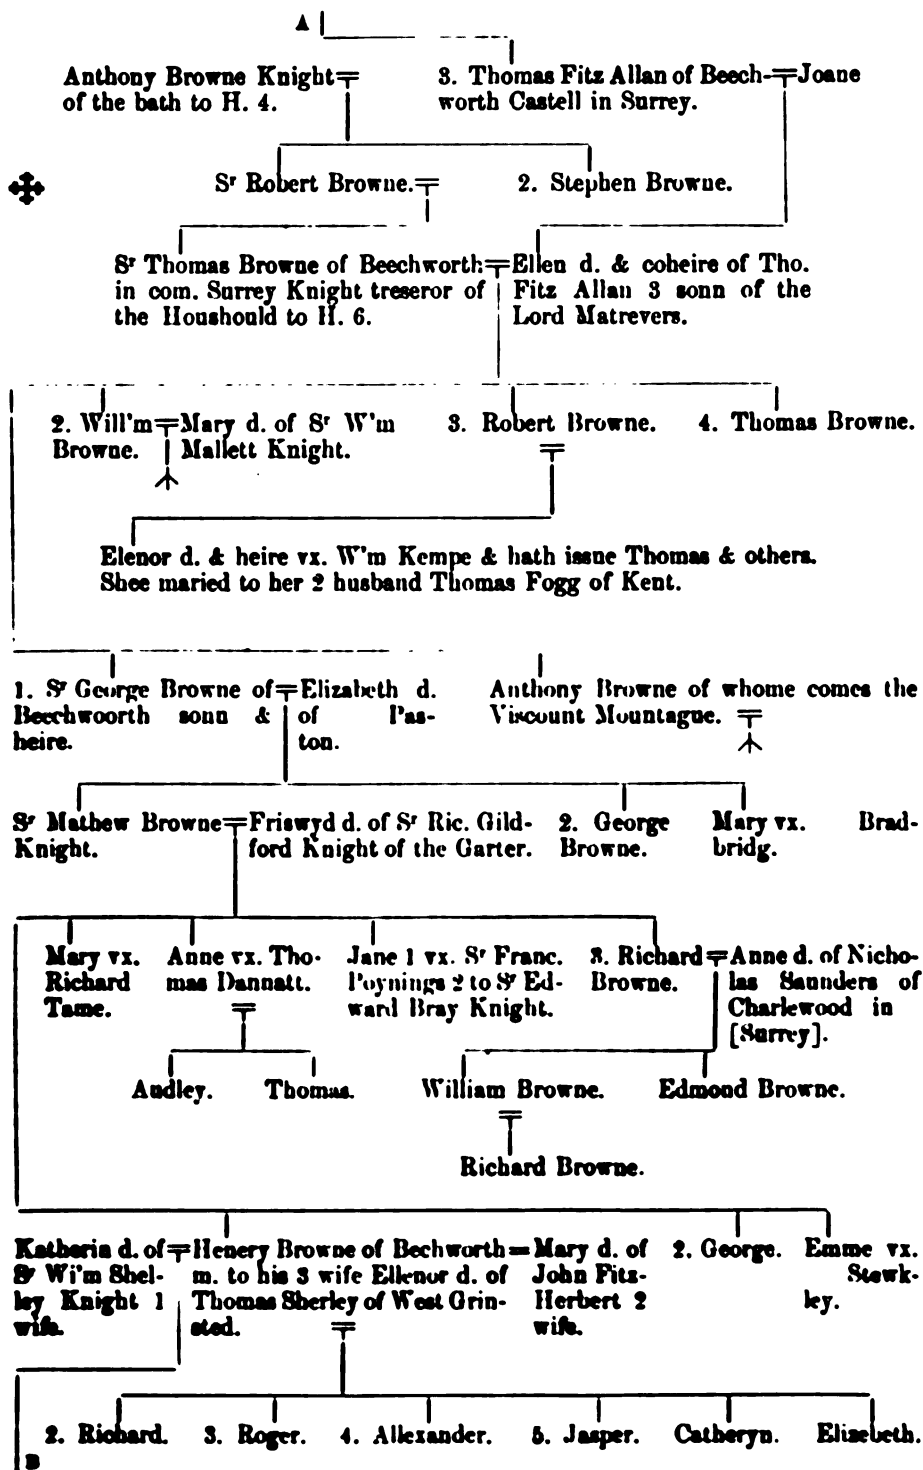 A
Anthony Browne Knight
of the bath to H. 4.
3. Thomas Fitz Allan of Beech-
worth Castell in Surrey.
Joane
Sʳ Robert Browne.
2. Stephen Browne.
Sʳ Thomas Browne of Beechworth
in com. Surrey Knight treseror of
the Houshould to H. 6.
Ellen d. & coheire of Tho.
Fitz Allan 3 sonn of the
Lord Matrevers.
2. Will'm
Browne.
Mary d. of Sʳ W'm
Mallett Knight.
3. Robert Browne.
4. Thomas Browne.
Elenor d. & heire vx. W'm Kempe & hath issue Thomas & others.
Shee maried to her 2 husband Thomas Fogg of Kent.
1. Sʳ George Browne of
Beechwoorth sonn &
heire.
Elizabeth d.
of Pas-
ton.
Anthony Browne of whome comes the
Viscount Mountague.
Sʳ Mathew Browne
Knight.
Friswyd d. of Sʳ Ric. Gild-
ford Knight of the Garter.
2. George
Browne.
Mary vx. Brad-
bridg.
Mary vx.
Richard
Tame.
Anne vx. Tho-
mas Dannatt.
Jane 1 vx. Sʳ Franc.
Poynings 2 to Sʳ Ed-
ward Bray Knight.
3. Richard
Browne.
Anne d. of Nicho-
las Saunders of
Charlewood in
[Surrey].
Audley.
Thomas.
William Browne.
Edmond Browne.
Richard Browne.
Katherin d. of
Sʳ Wi'm Shel-
ley Knight 1
wife.
Henery Browne of Bechworth
m. to his 3 wife Ellenor d. of
Thomas Sherley of West Grin-
sted.
Mary d. of
John Fitz-
Herbert 2
wife.
2. George.
Emme vx.
Stewk-
ley.
2. Richard.
3. Roger.
4. Allexander.
5. Jasper.
Catheryn.
Elizebeth.
B